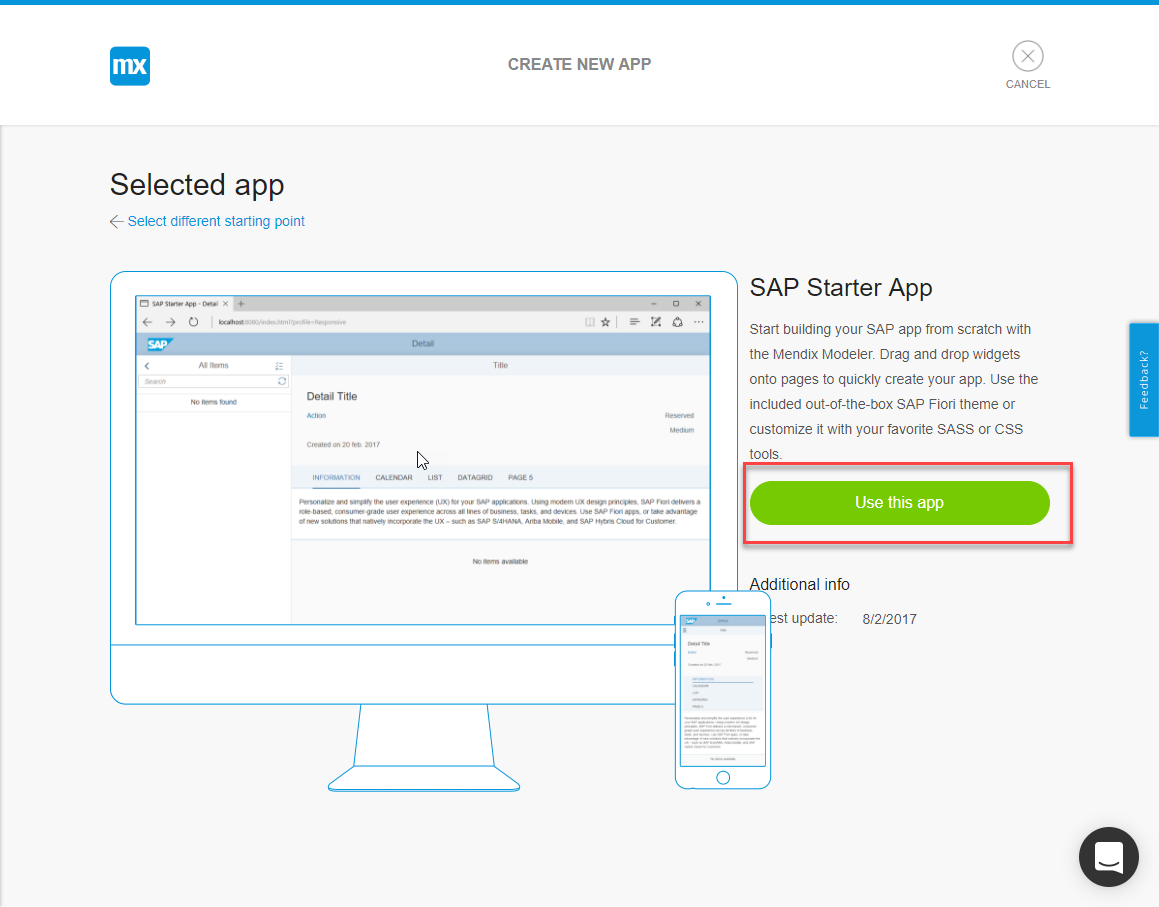 mx
CREATE NEW APP
CANCEL
Selected app
← Select different starting point
SAP Starter App - Detail
localhost:8080/index.html?profile=Responsive
SAP
Detail
All Items
Title
Search
No items found
Detail Title
Action
Reserved
Medium
Created on 20 feb. 2017
INFORMATION CALENDAR LIST DATAGRID PAGE 5
Personalize and simplify the user experience (UX) for your SAP applications. Using modern UX design principles, SAP Fiori delivers a
role-based, consumer-grade user experience across all lines of business, tasks, and devices. Use SAP Fiori apps, or take advantage
of new solutions that natively incorporate the UX – such as SAP S/4HANA, Ariba Mobile, and SAP Hybris Cloud for Customer.
No items available
SAP Starter App
Start building your SAP app from scratch with
the Mendix Modeler. Drag and drop widgets
onto pages to quickly create your app. Use the
included out-of-the-box SAP Fiori theme or
customize it with your favorite SASS or CSS
tools.
Use this app
Additional info
est update: 8/2/2017
SAP
Title
Detail Title
Feedback?